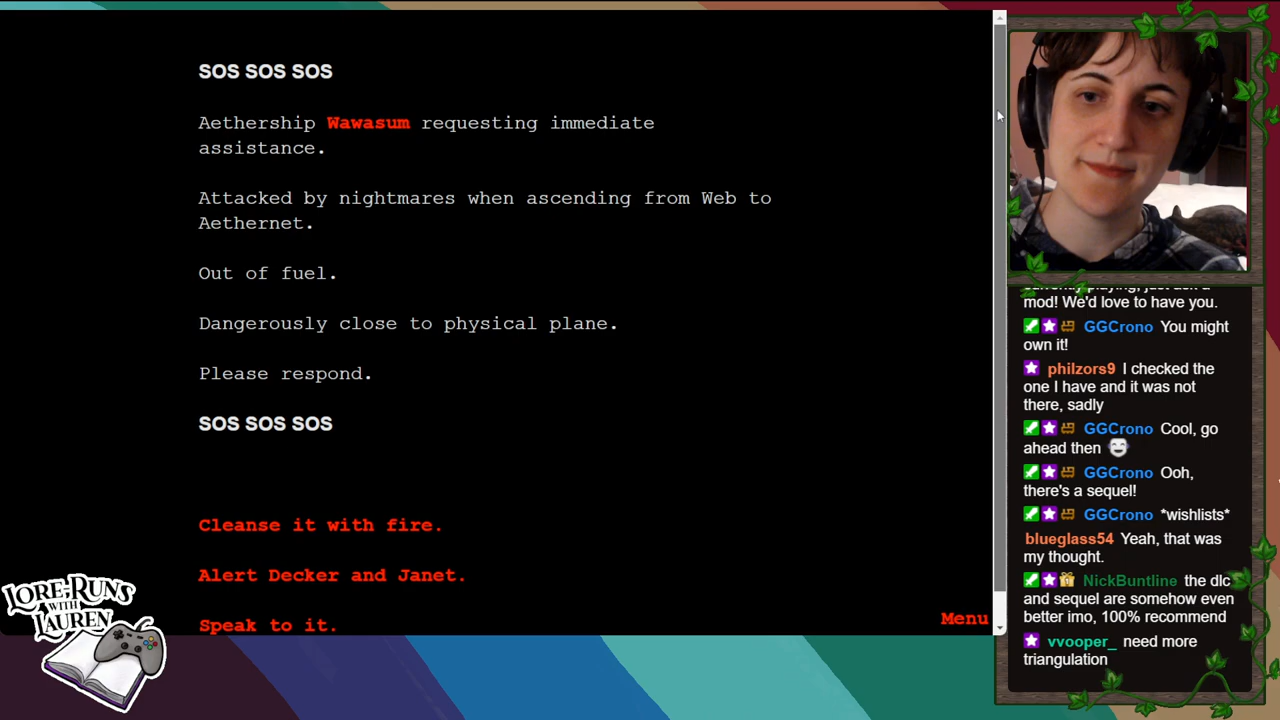 SOS SOS SOS
Aethership Wawasum requesting immediate
assistance.
Attacked by nightmares when ascending from Web to
Aethernet.
Out of fuel.
Dangerously close to physical plane.
Please respond.
SOS SOS SOS
Cleanse it with fire.
Alert Decker and Janet.
Speak to it.
Menu
LORE-RUNS
WITH
LAUREN
mod! We'd love to have you.
GGCrono You might
own it!
philzors9 I checked the
one I have and it was not
there, sadly
GGCrono Cool, go
ahead then
GGCrono Ooh,
there's a sequel!
GGCrono *wishlists*
blueglass54 Yeah, that was
my thought.
NickBuntline the dlc
and sequel are somehow even
better imo, 100% recommend
vvooper_ need more
triangulation